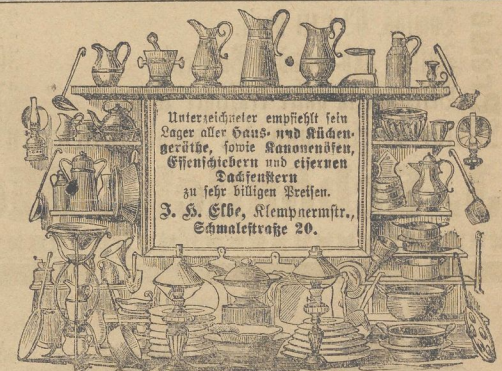 Unterzeichneter empfiehlt sein
Lager aller Haus- und Küchen-
geräthe, sowie Kanonenöfen,
Essenschiebern und eisernen
Dachfenstern
zu sehr billigen Preisen.
J. H. Elbe, Klempnermstr.,
Schmalestraße 20.